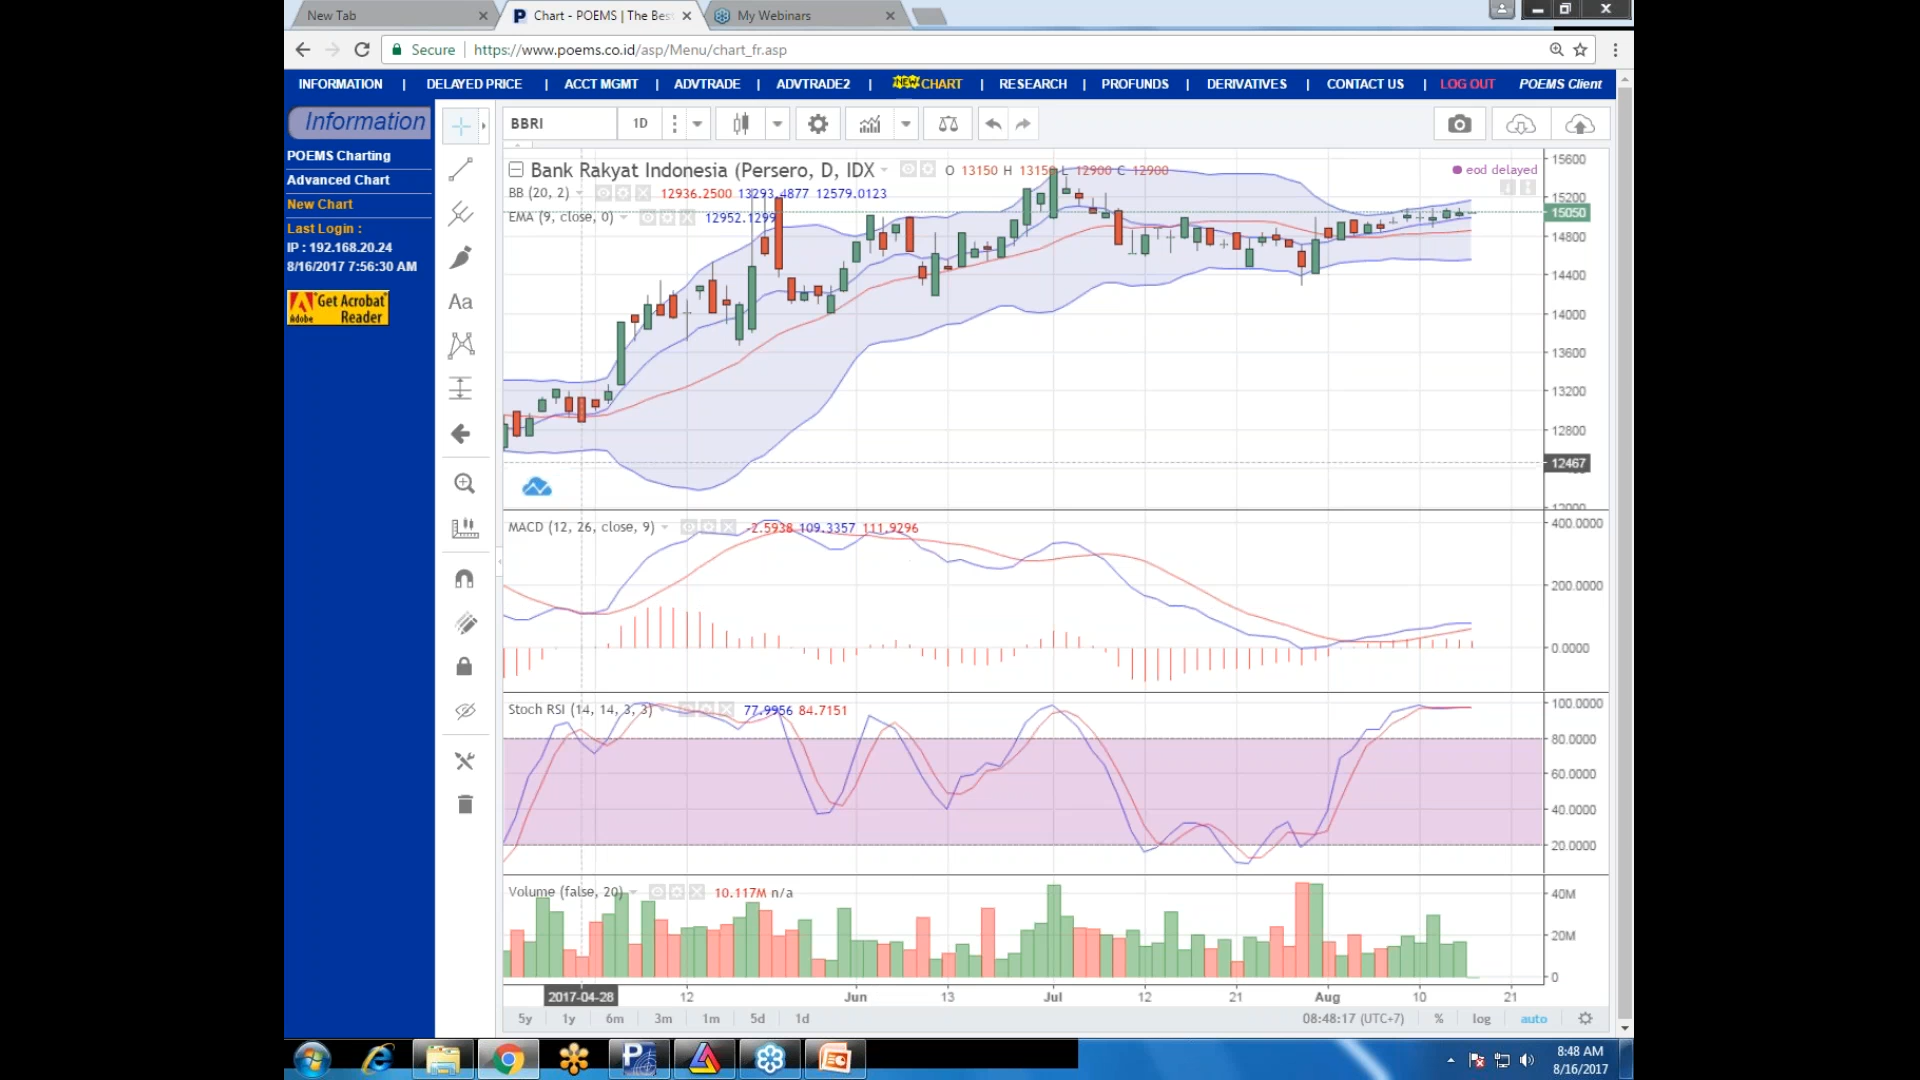 New Tab
Chart - POEMS | The Bes
My Webinars
Secure | https://www.poems.co.id/asp/Menu/chart_fr.asp
INFORMATION | DELAYED PRICE | ACCT MGMT | ADVTRADE | ADVTRADE2 | NEW CHART | RESEARCH | PROFUNDS | DERIVATIVES | CONTACT US | LOG OUT POEMS Client
Information
POEMS Charting
Advanced Chart
New Chart
Last Login :
IP : 192.168.20.24
8/16/2017 7:56:30 AM
Get Acrobat
Adobe Reader
BBRI 1D
Aa
Bank Rakyat Indonesia (Persero, D, IDX O 13150 H 13150 L 12900 C 12900
eod delayed
BB (20, 2) 12936.2500 13293.4877 12579.0123
EMA (9, close, 0) 12952.1299
15600
15200
15050
14800
14400
14000
13600
13200
12800
12467
12000
MACD (12, 26, close, 9) -2.5938 109.3357 111.9296
400.0000
200.0000
0.0000
Stoch RSI (14, 14, 3, 3) 77.9956 84.7151
100.0000
80.0000
60.0000
40.0000
20.0000
Volume (false, 20) 10.117M n/a
40M
20M
0
2017-04-28 12 Jun 13 Jul 12 21 Aug 10 21
5y 1y 6m 3m 1m 5d 1d 08:48:17 (UTC+7) % log auto
8:48 AM
8/16/2017